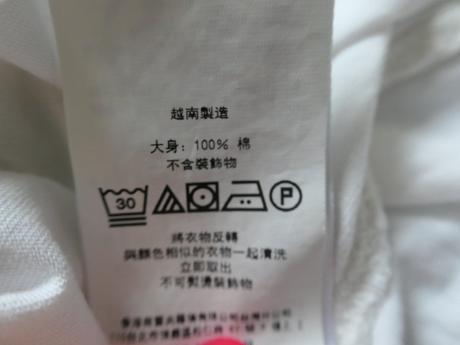 越南製造
大身: 100% 棉
不含裝飾物
30 P
將衣物反轉
與顏色相似的衣物一起清洗
立即取出
不可熨燙裝飾物